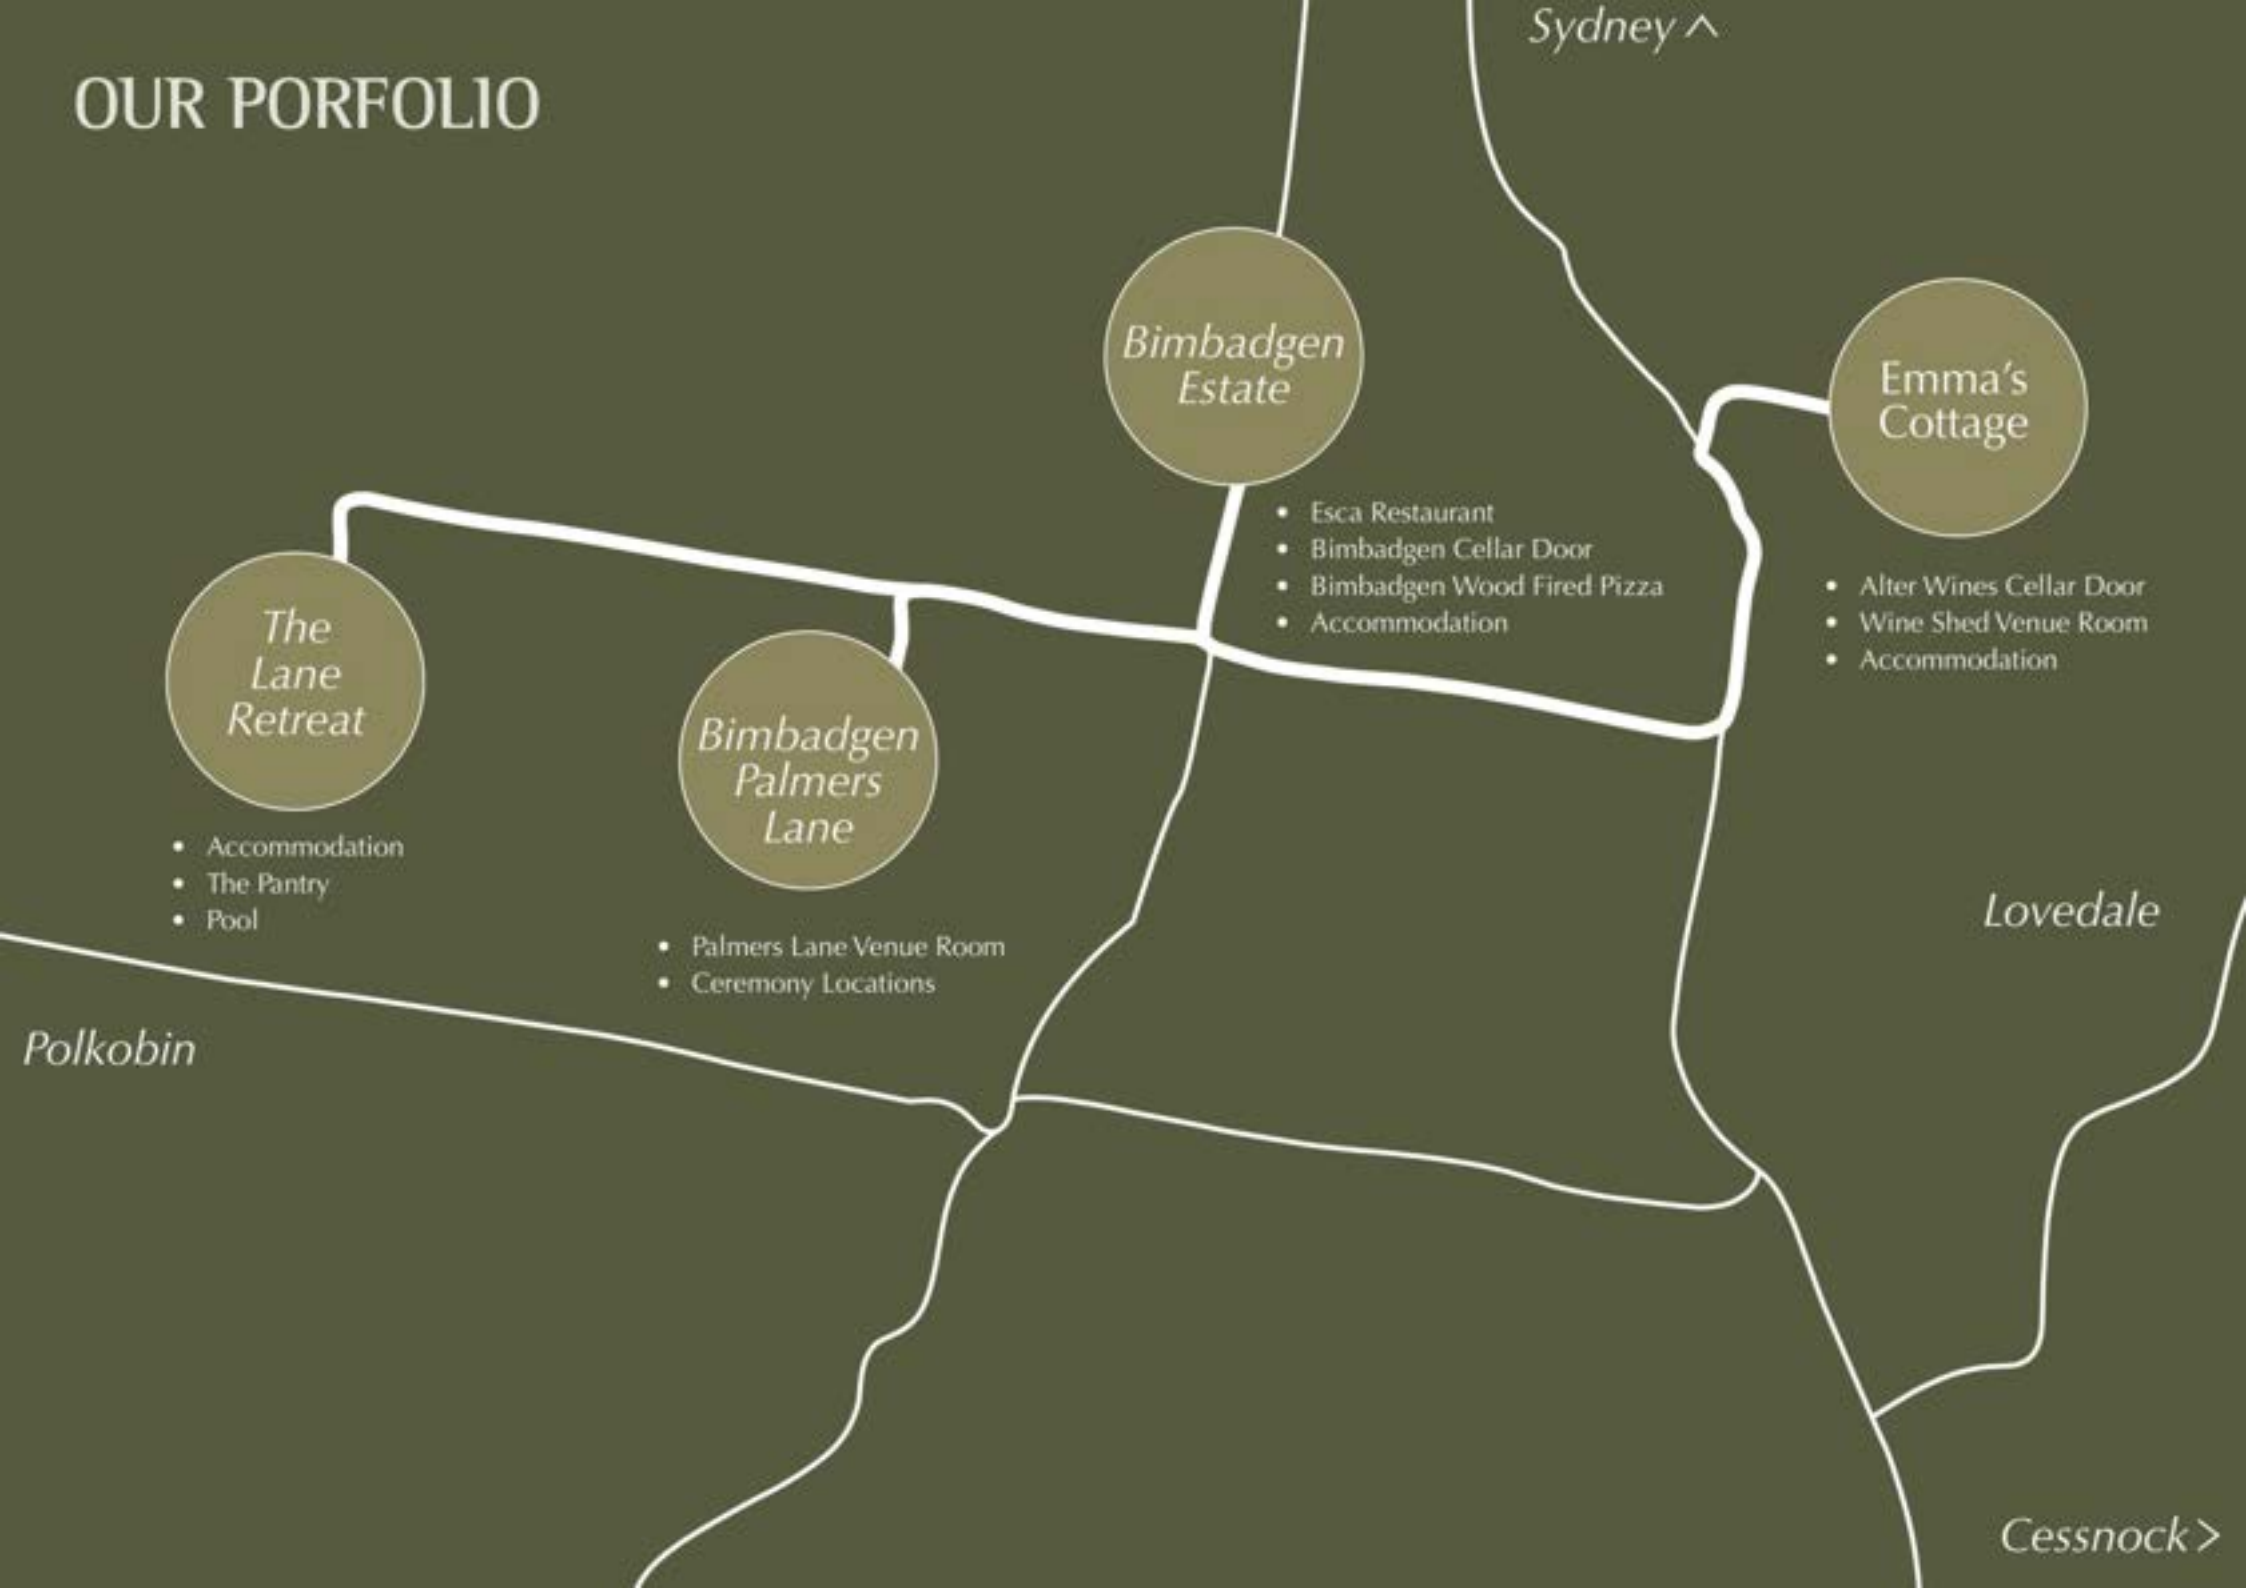 Sydney ^
OUR PORFOLIO
Bimbadgen
Estate
Emma's
Cottage
• Esca Restaurant
• Bimbadgen Cellar Door
• Bimbadgen Wood Fired Pizza
• Accommodation
• Alter Wines Cellar Door
• Wine Shed Venue Room
• Accommodation
The
Lane
Retreat
• Accommodation
• The Pantry
• Pool
Bimbadgen
Palmers
Lane
• Palmers Lane Venue Room
• Ceremony Locations
Lovedale
Polkobin
Cessnock >